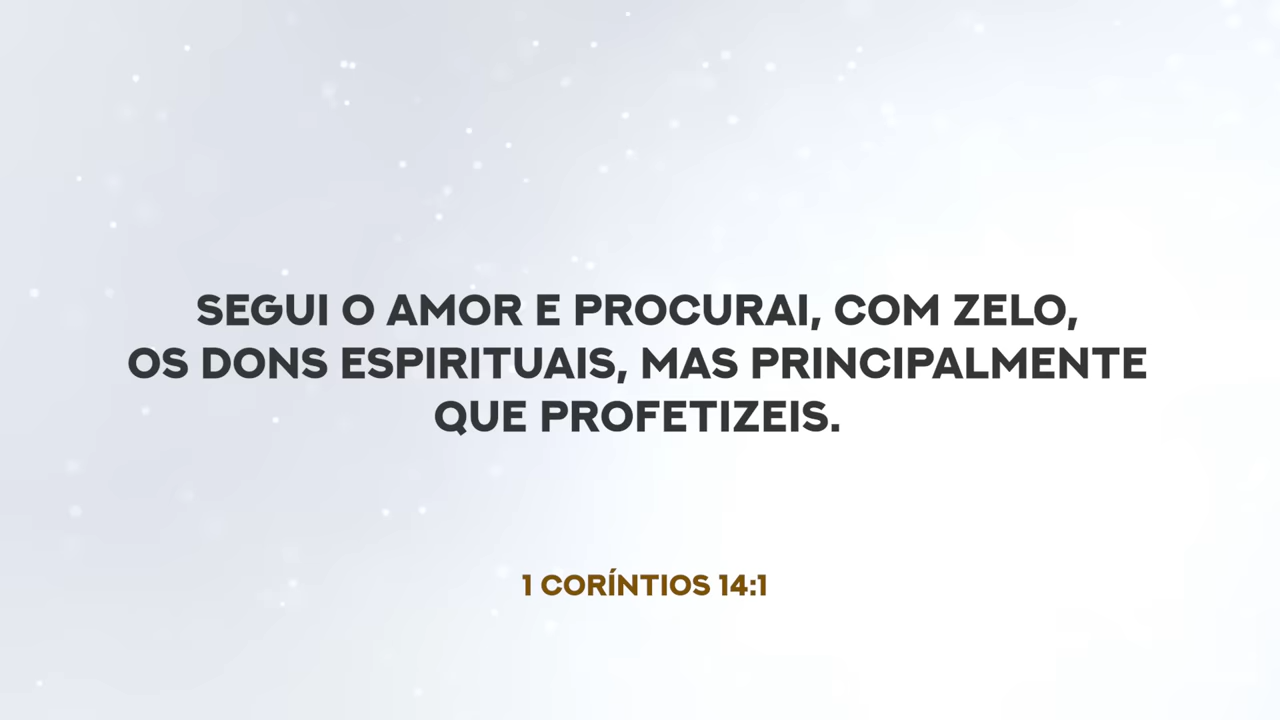 SEGUI O AMOR E PROCURAI, COM ZELO,
OS DONS ESPIRITUAIS, MAS PRINCIPALMENTE
QUE PROFETIZEIS.
1 CORÍNTIOS 14:1